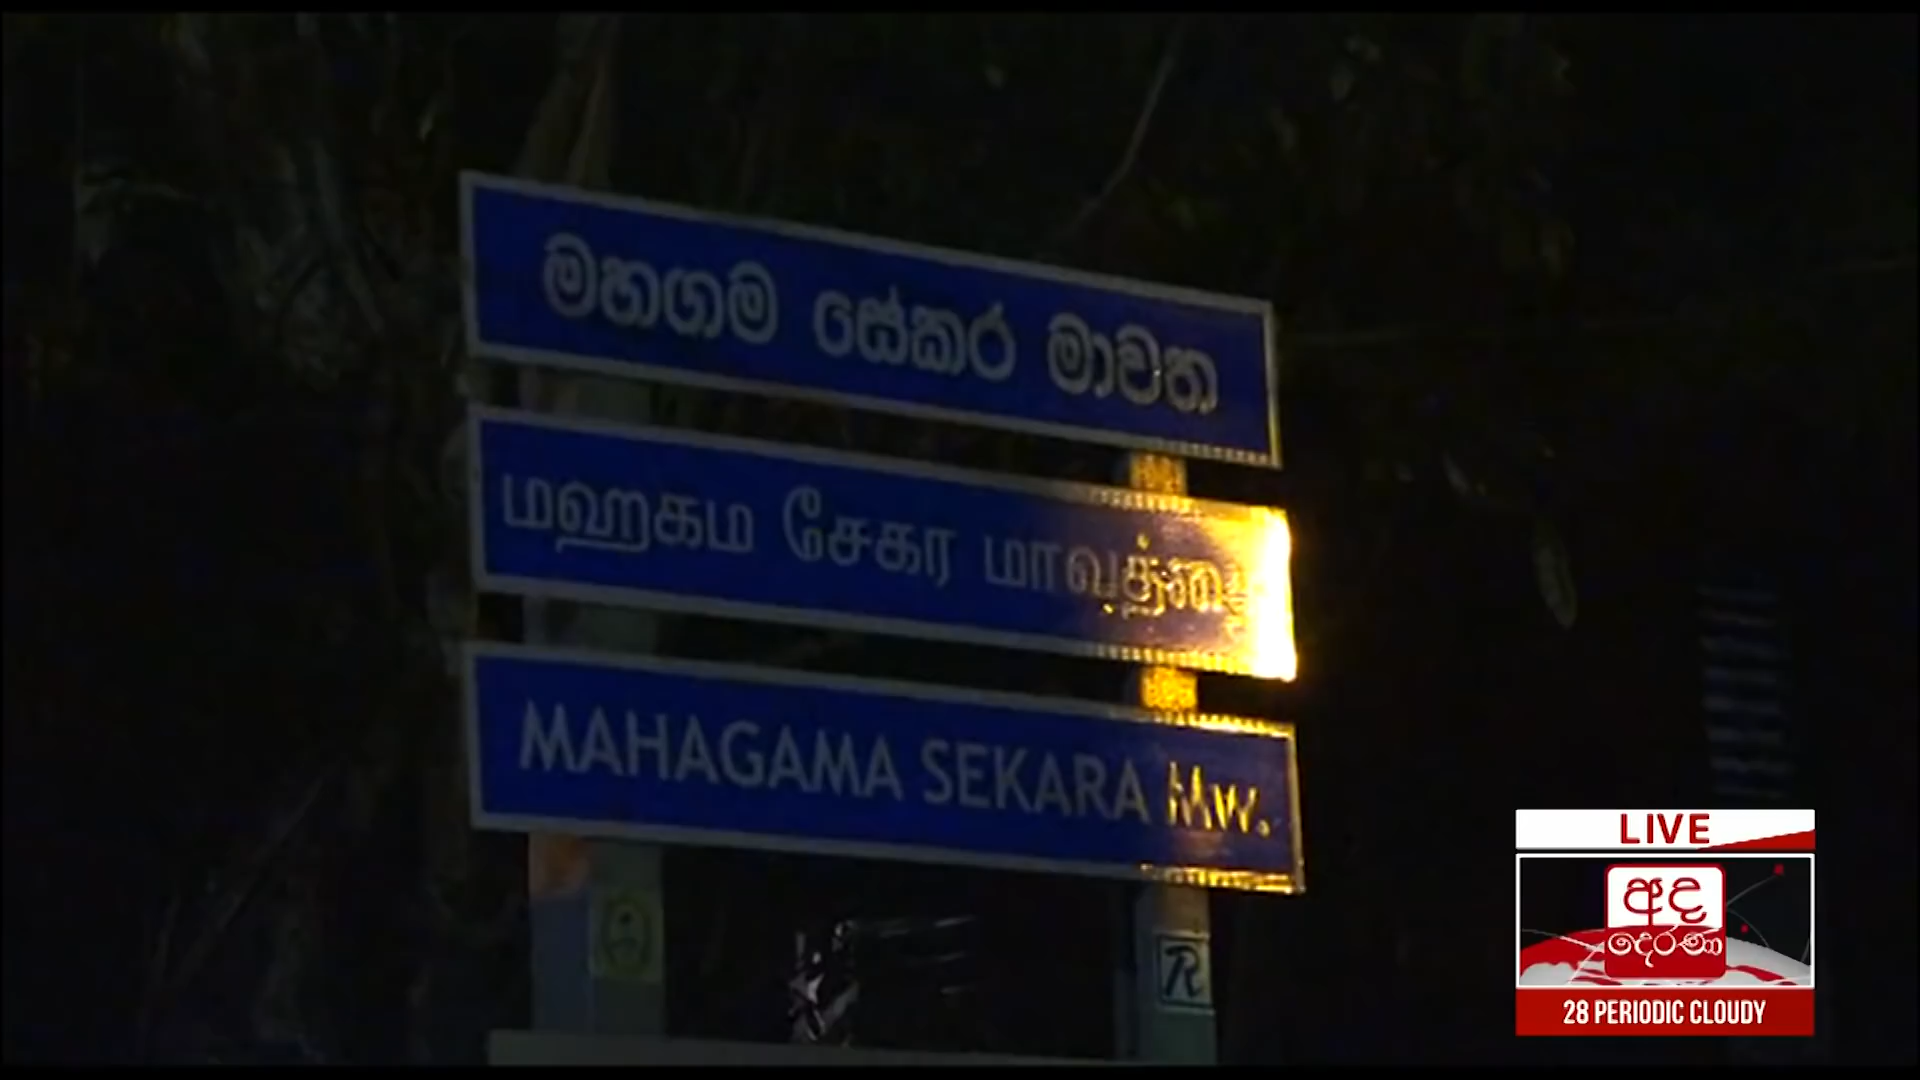 මහගම සේකර මාවත
மஹகம சேகர மாவத்தை
MAHAGAMA SEKARA Mw.
R
LIVE
අද
දෙරණ
28 PERIODIC CLOUDY